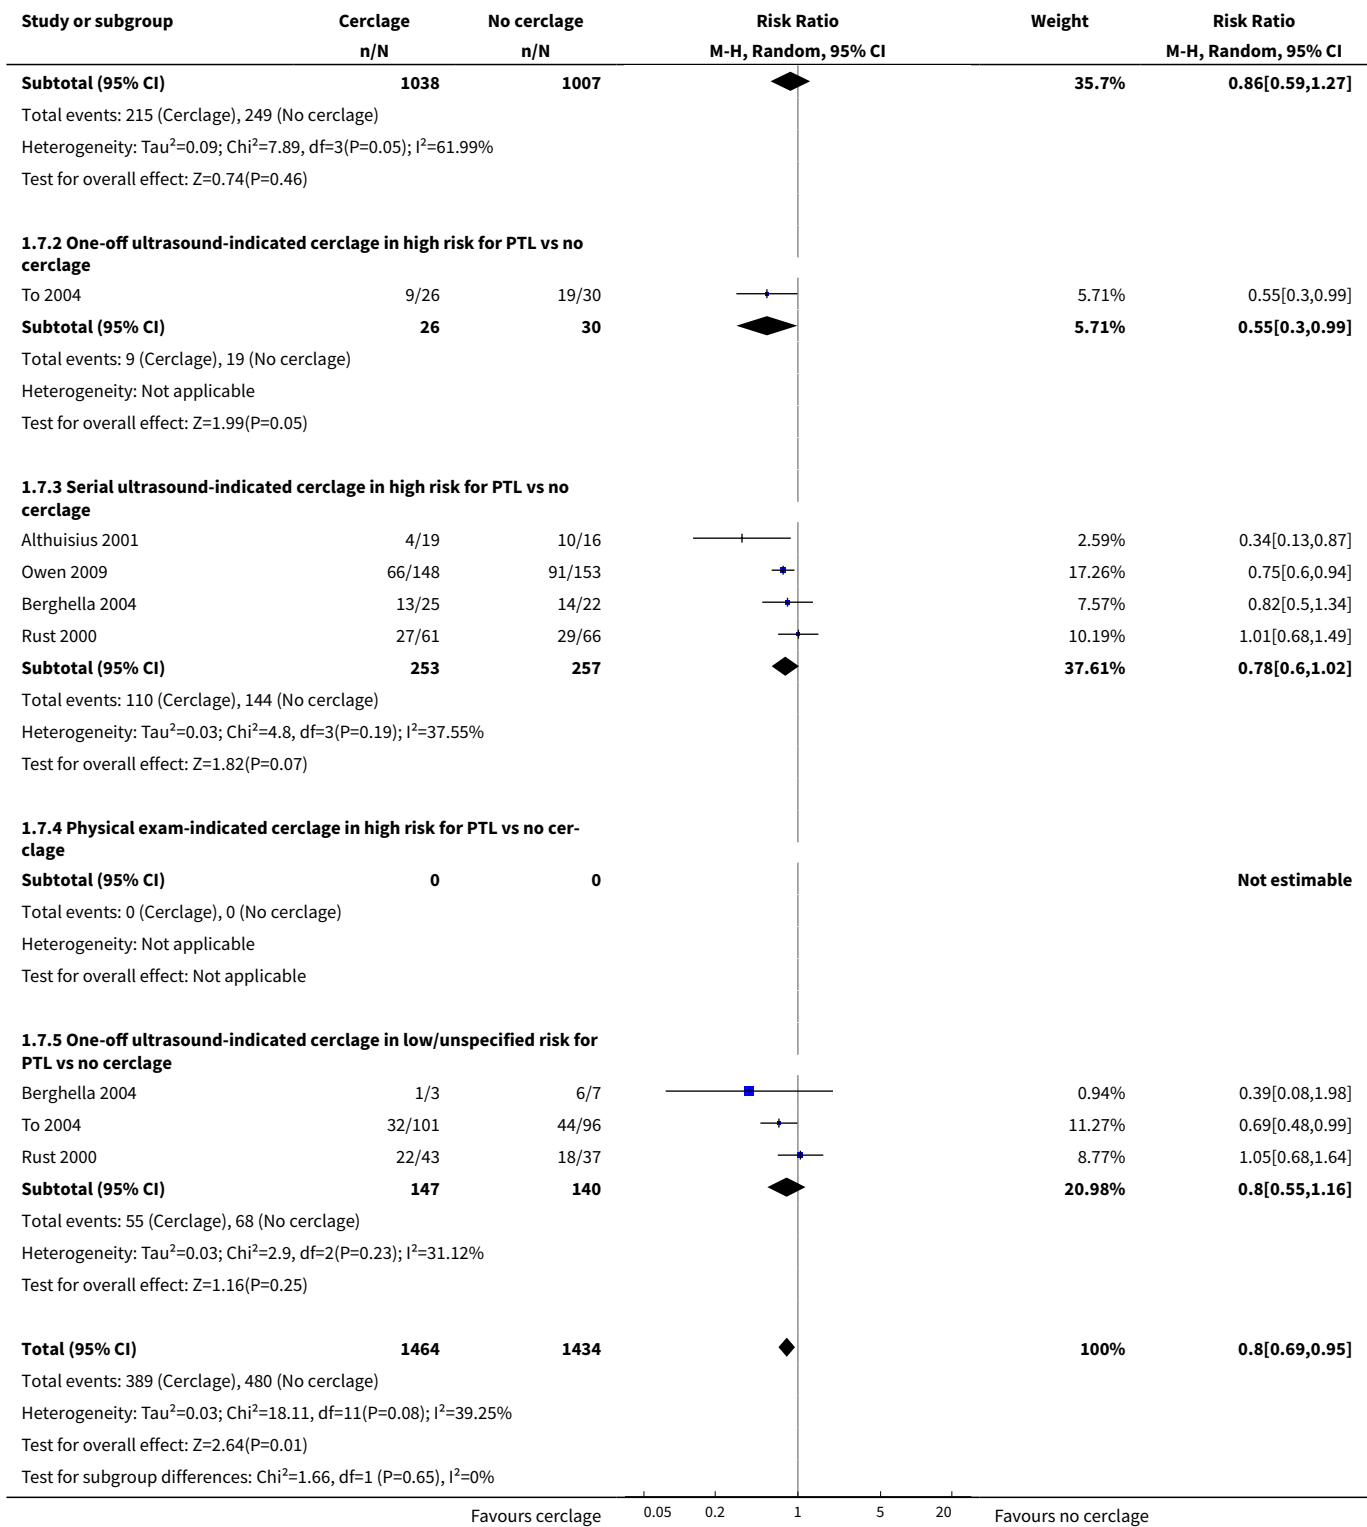 Study or subgroup Cerclage No cerclage Risk Ratio Weight Risk Ratio
n/N n/N M-H, Random, 95% CI M-H, Random, 95% CI
Subtotal (95% CI) 1038 1007 35.7% 0.86[0.59,1.27]
Total events: 215 (Cerclage), 249 (No cerclage)
Heterogeneity: Tau²=0.09; Chi²=7.89, df=3(P=0.05); I²=61.99%
Test for overall effect: Z=0.74(P=0.46)
1.7.2 One-off ultrasound-indicated cerclage in high risk for PTL vs no
cerclage
To 2004 9/26 19/30 5.71% 0.55[0.3,0.99]
Subtotal (95% CI) 26 30 5.71% 0.55[0.3,0.99]
Total events: 9 (Cerclage), 19 (No cerclage)
Heterogeneity: Not applicable
Test for overall effect: Z=1.99(P=0.05)
1.7.3 Serial ultrasound-indicated cerclage in high risk for PTL vs no
cerclage
Althuisius 2001 4/19 10/16 2.59% 0.34[0.13,0.87]
Owen 2009 66/148 91/153 17.26% 0.75[0.6,0.94]
Berghella 2004 13/25 14/22 7.57% 0.82[0.5,1.34]
Rust 2000 27/61 29/66 10.19% 1.01[0.68,1.49]
Subtotal (95% CI) 253 257 37.61% 0.78[0.6,1.02]
Total events: 110 (Cerclage), 144 (No cerclage)
Heterogeneity: Tau²=0.03; Chi²=4.8, df=3(P=0.19); I²=37.55%
Test for overall effect: Z=1.82(P=0.07)
1.7.4 Physical exam-indicated cerclage in high risk for PTL vs no cer-
clage
Subtotal (95% CI) 0 0 Not estimable
Total events: 0 (Cerclage), 0 (No cerclage)
Heterogeneity: Not applicable
Test for overall effect: Not applicable
1.7.5 One-off ultrasound-indicated cerclage in low/unspecified risk for
PTL vs no cerclage
Berghella 2004 1/3 6/7 0.94% 0.39[0.08,1.98]
To 2004 32/101 44/96 11.27% 0.69[0.48,0.99]
Rust 2000 22/43 18/37 8.77% 1.05[0.68,1.64]
Subtotal (95% CI) 147 140 20.98% 0.8[0.55,1.16]
Total events: 55 (Cerclage), 68 (No cerclage)
Heterogeneity: Tau²=0.03; Chi²=2.9, df=2(P=0.23); I²=31.12%
Test for overall effect: Z=1.16(P=0.25)
Total (95% CI) 1464 1434 100% 0.8[0.69,0.95]
Total events: 389 (Cerclage), 480 (No cerclage)
Heterogeneity: Tau²=0.03; Chi²=18.11, df=11(P=0.08); I²=39.25%
Test for overall effect: Z=2.64(P=0.01)
Test for subgroup differences: Chi²=1.66, df=1 (P=0.65), I²=0%
Favours cerclage 0.05 0.2 1 5 20 Favours no cerclage